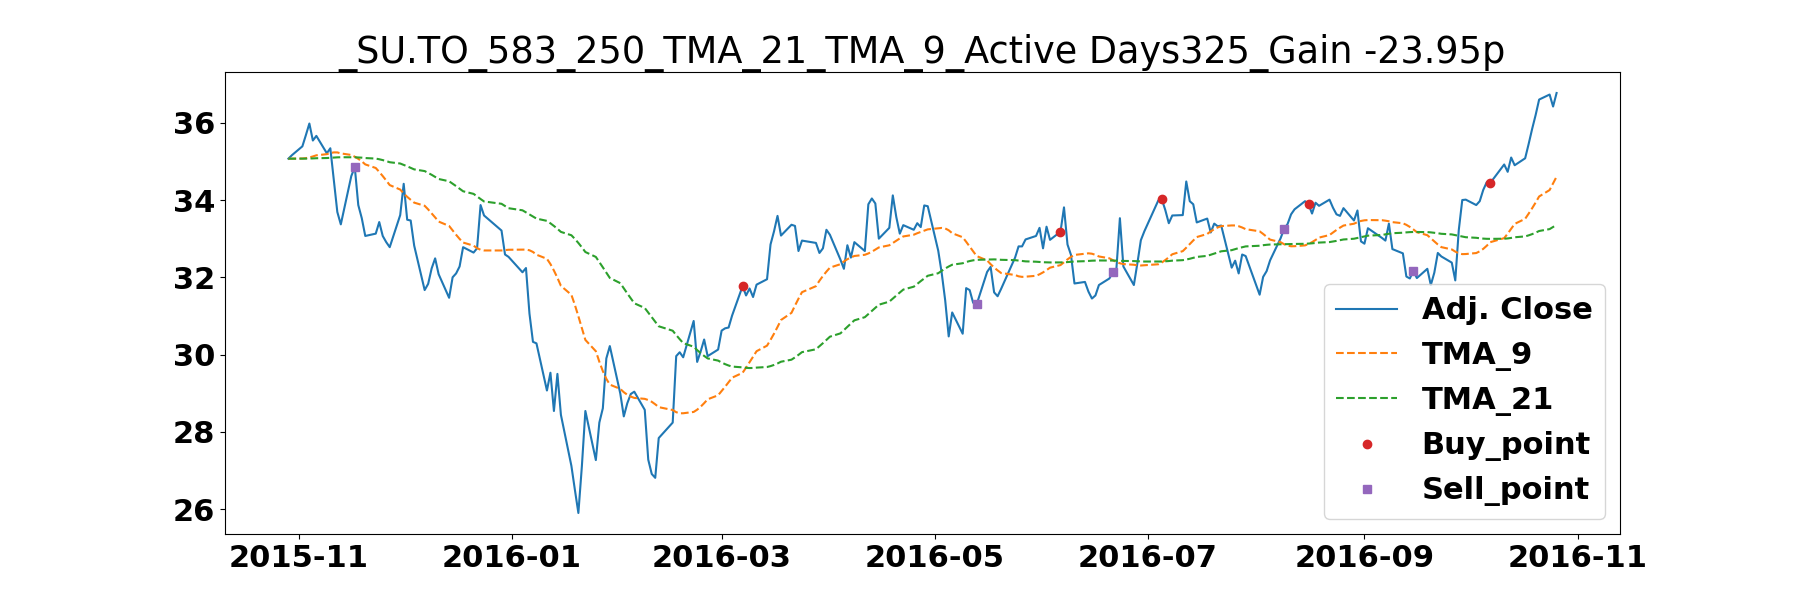 _SU.TO_583_250_TMA_21_TMA_9_Active Days325_Gain -23.95p
36
34
32
30
28
26
Adj. Close
TMA_9
TMA_21
Buy_point
Sell_point
2015-11 2016-01 2016-03 2016-05 2016-07 2016-09 2016-11